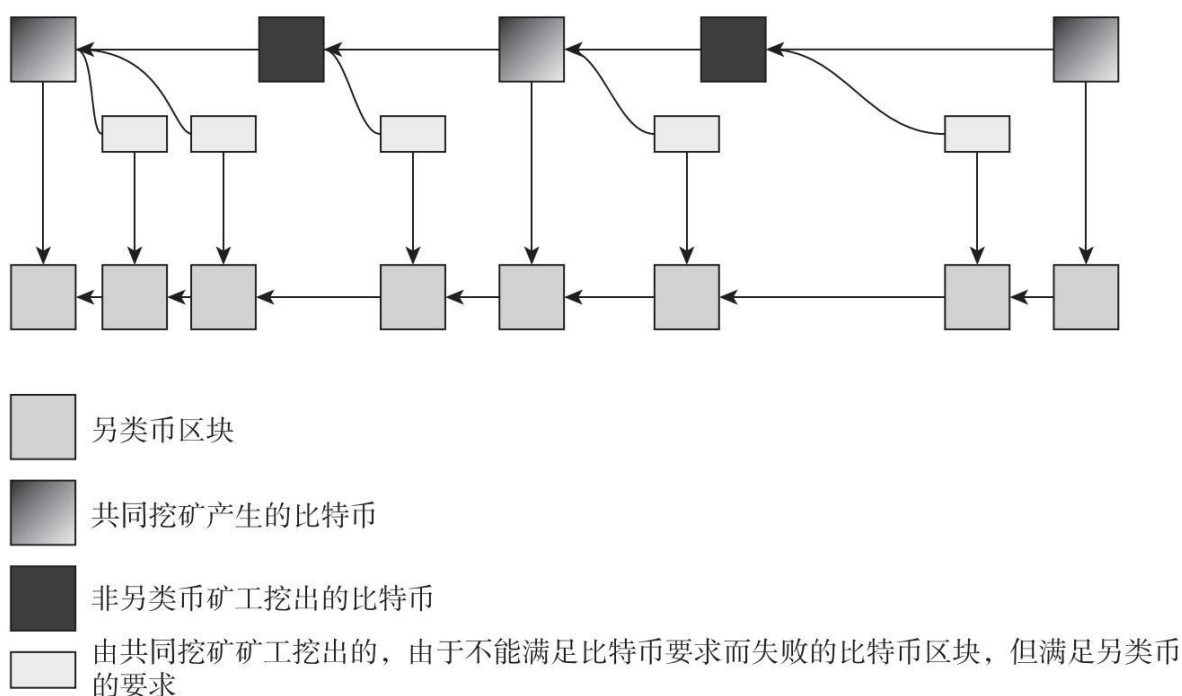 另类币区块
共同挖矿产生的比特币
非另类币矿工挖出的比特币
由共同挖矿矿工挖出的，由于不能满足比特币要求而失败的比特币区块，但满足另类币
的要求